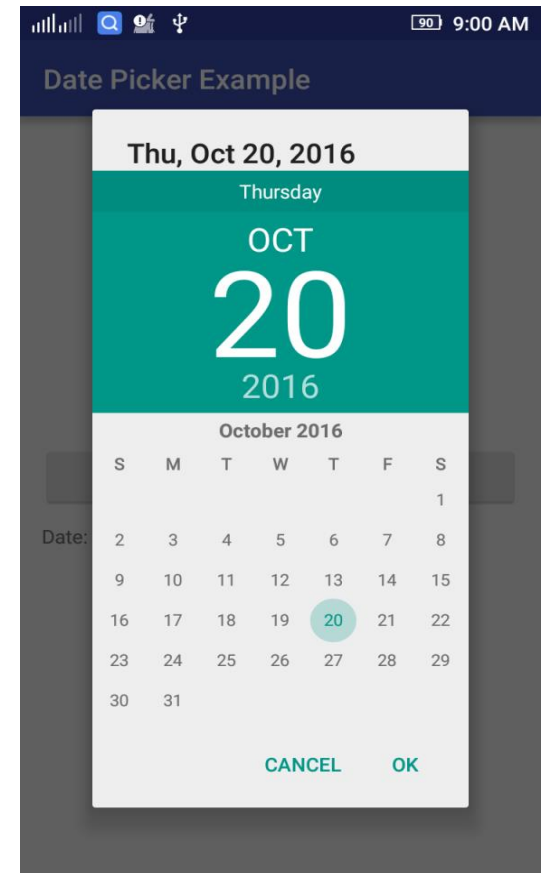 90 9:00 AM
Date Picker Example
Thu, Oct 20, 2016
Thursday
OCT
20
2016
October 2016
S M T W T F S
1
Date: 2 3 4 5 6 7 8
9 10 11 12 13 14 15
16 17 18 19 20 21 22
23 24 25 26 27 28 29
30 31
CANCEL OK